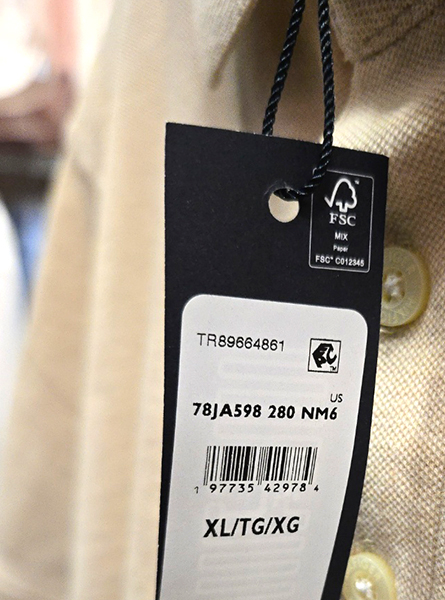 FSC
MIX
Paper
FSC® C012345
TR89664861
US
78JA598 280 NM6
1 97735 42978 4
XL/TG/XG